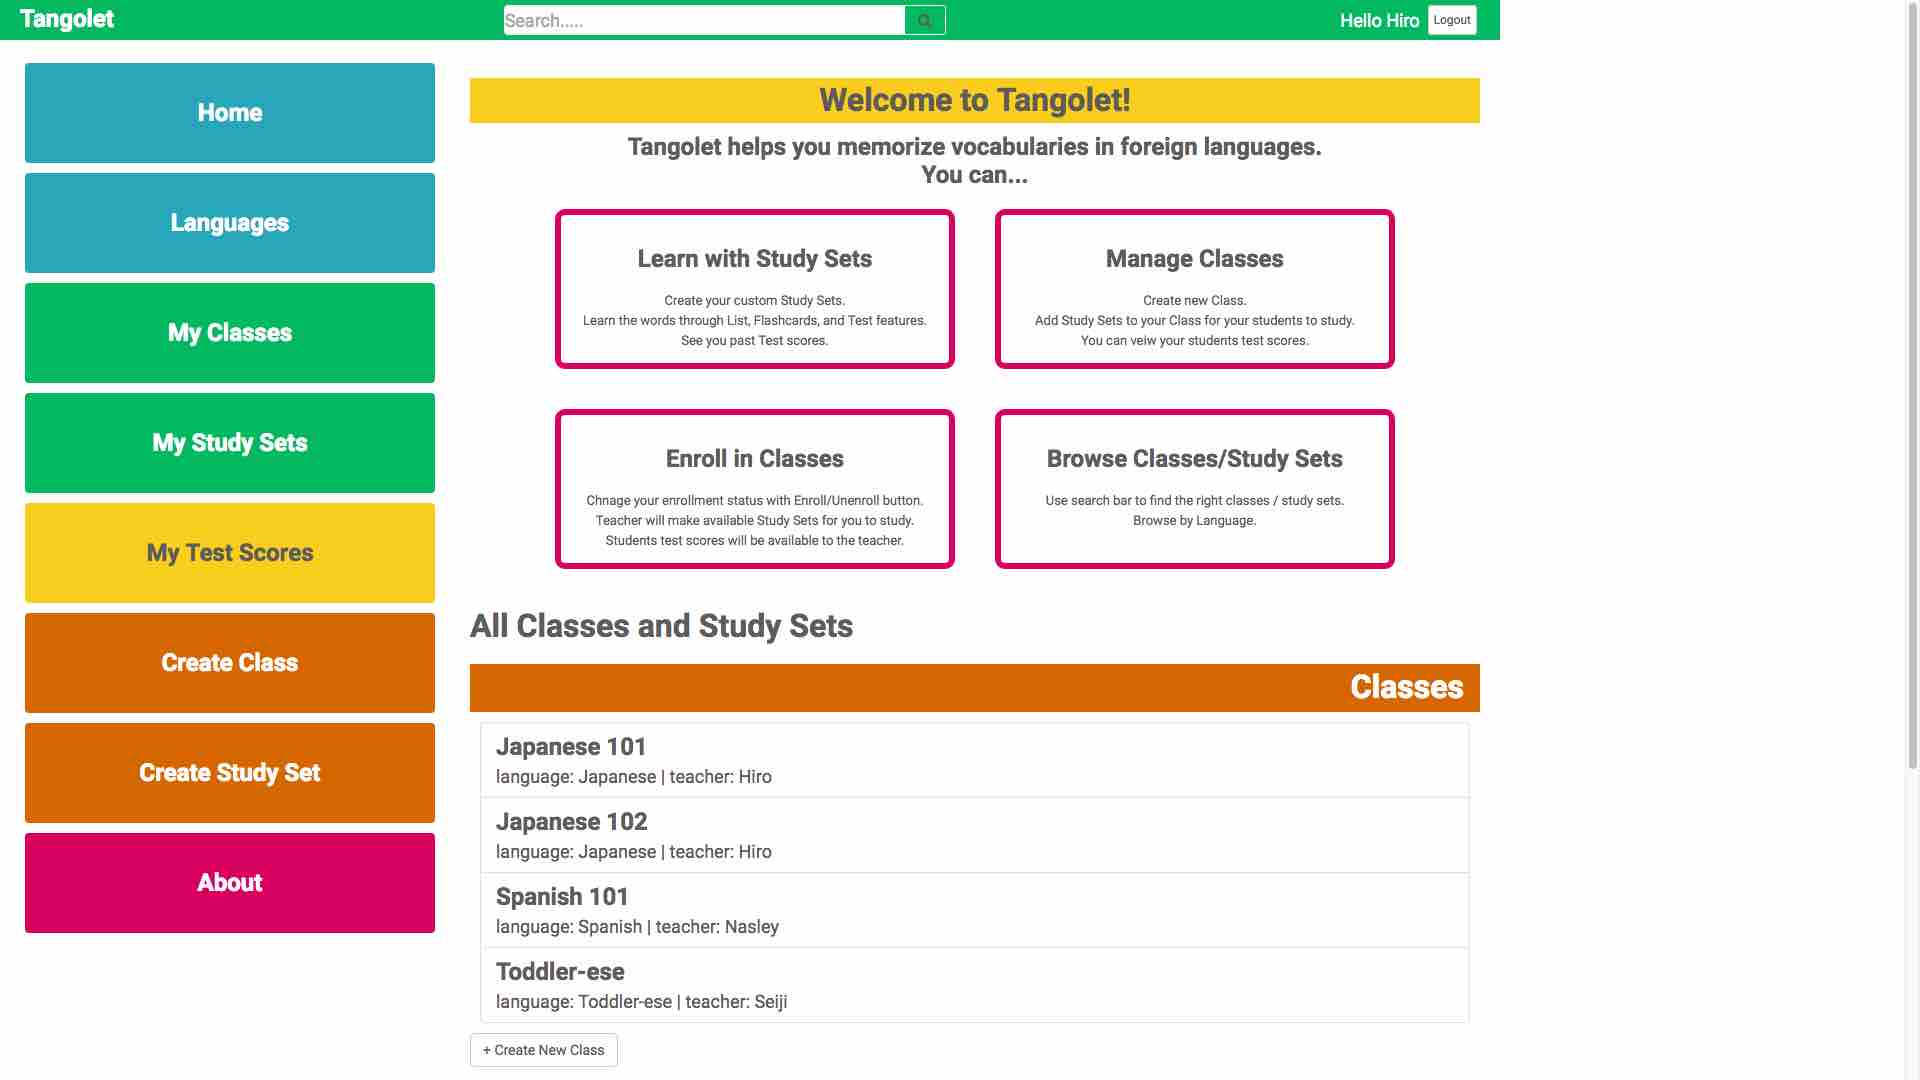 Tangolet
Search.....
Hello Hiro
Logout
Home
Languages
My Classes
My Study Sets
My Test Scores
Create Class
Create Study Set
About
Welcome to Tangolet!
Tangolet helps you memorize vocabularies in foreign languages.
You can...
Learn with Study Sets
Create your custom Study Sets.
Learn the words through List, Flashcards, and Test features.
See you past Test scores.
Manage Classes
Create new Class.
Add Study Sets to your Class for your students to study.
You can veiw your students test scores.
Enroll in Classes
Chnage your enrollment status with Enroll/Unenroll button.
Teacher will make available Study Sets for you to study.
Students test scores will be available to the teacher.
Browse Classes/Study Sets
Use search bar to find the right classes / study sets.
Browse by Language.
All Classes and Study Sets
Classes
Japanese 101
language: Japanese | teacher: Hiro
Japanese 102
language: Japanese | teacher: Hiro
Spanish 101
language: Spanish | teacher: Nasley
Toddler-ese
language: Toddler-ese | teacher: Seiji
+ Create New Class